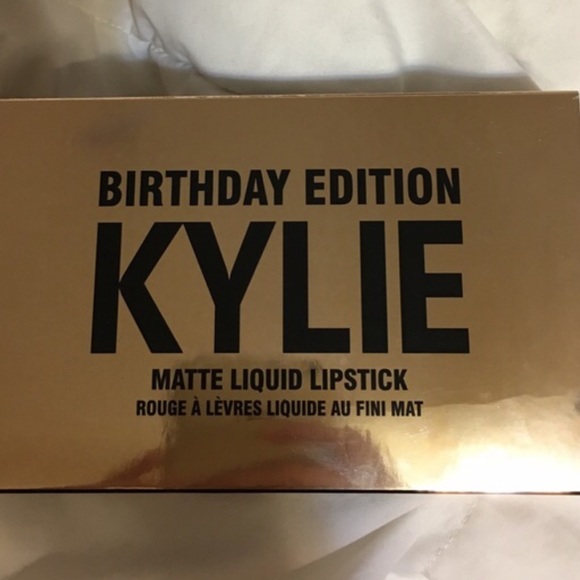 BIRTHDAY EDITION
KYLIE
MATTE LIQUID LIPSTICK
ROUGE À LÈVRES LIQUIDE AU FINI MAT